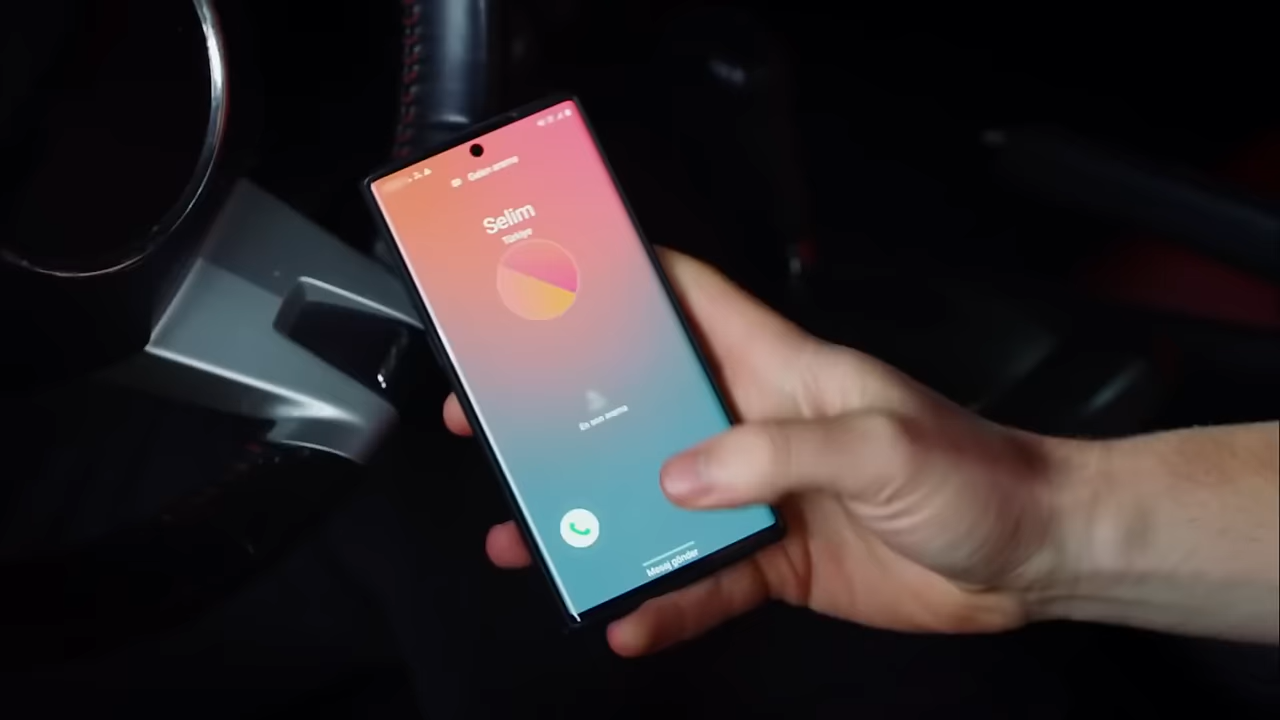 Gelen arama
Selim
Türkiye
En son arama
Mesaj gönder